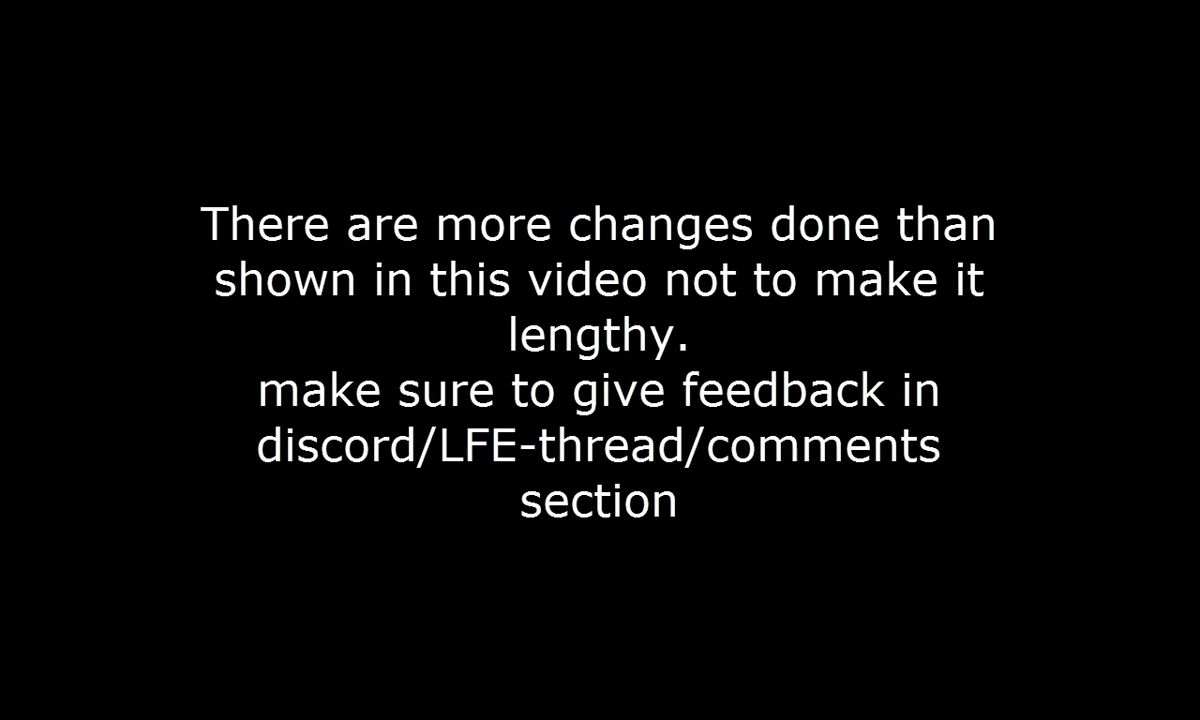 There are more changes done than
shown in this video not to make it
lengthy.
make sure to give feedback in
discord/LFE-thread/comments
section